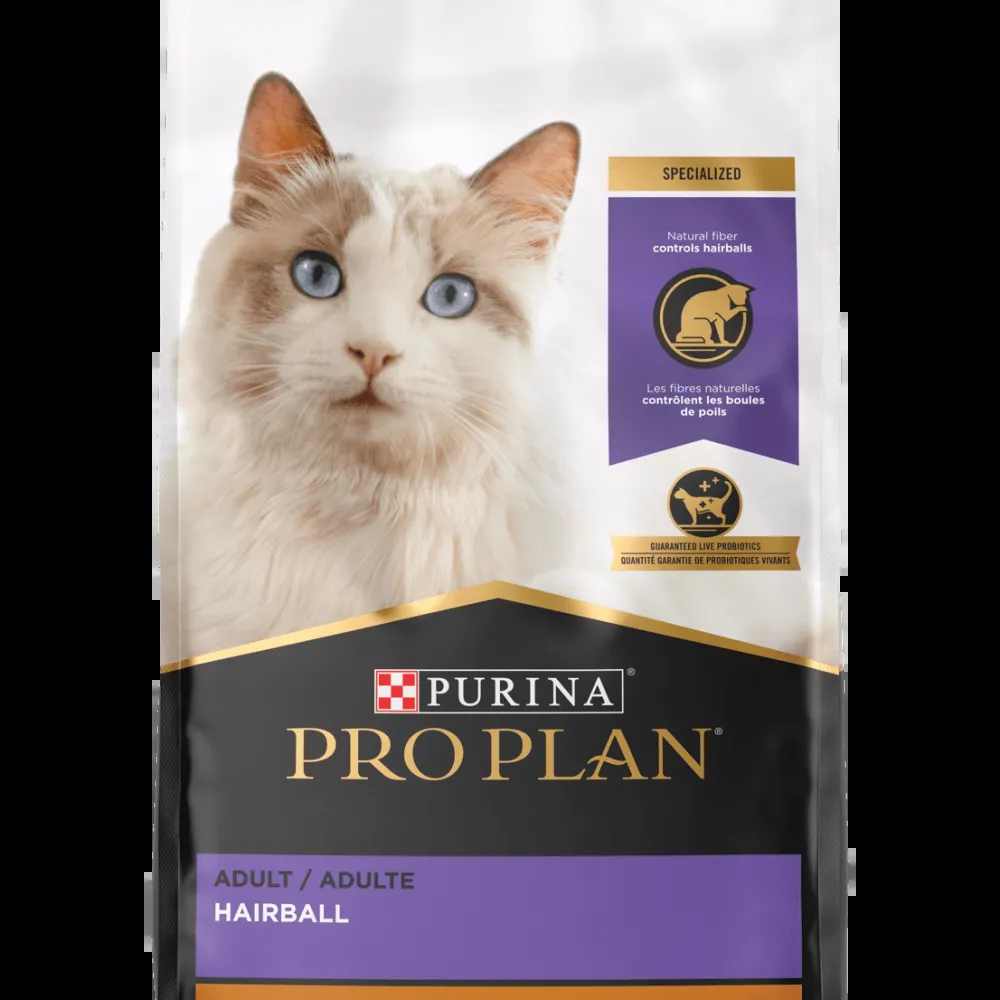 SPECIALIZED
Natural fiber
controls hairballs
Les fibres naturelles
contrôlent les boules
de poils
GUARANTEED LIVE PROBIOTICS
QUANTITÉ GARANTIE DE PROBIOTIQUES VIVANTS
PURINA®
PRO PLAN®
ADULT / ADULTE
HAIRBALL